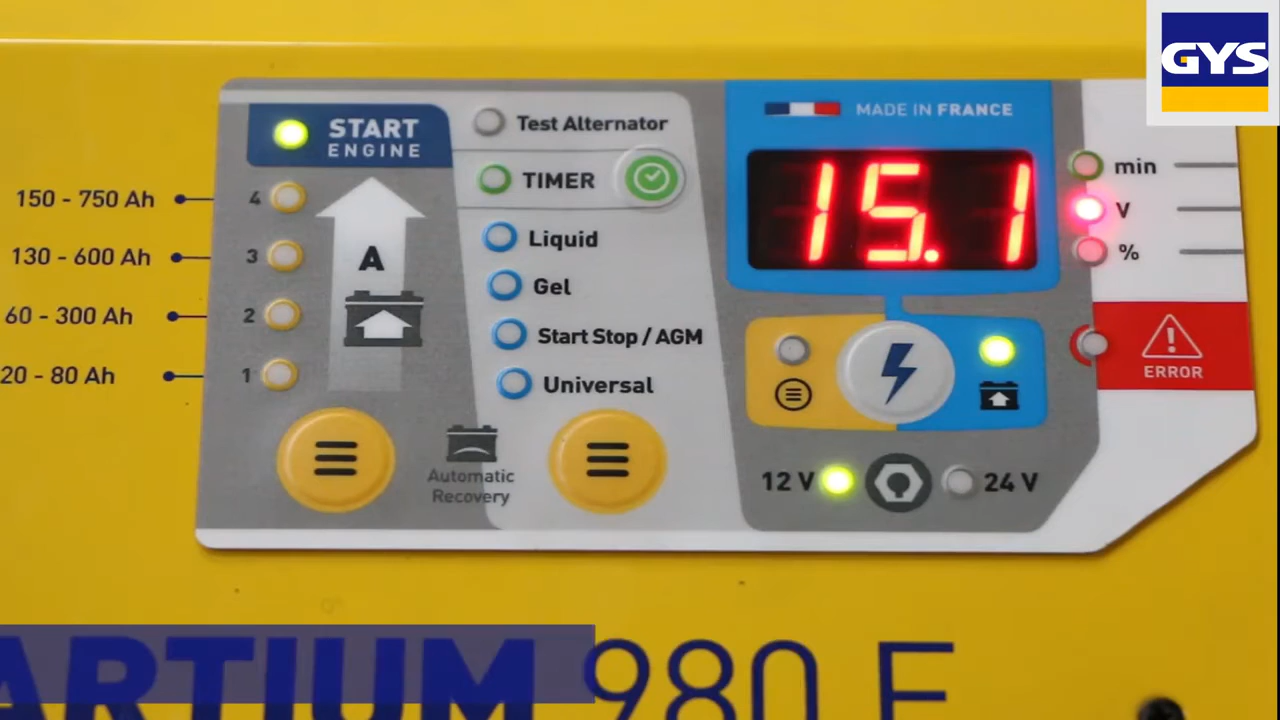 GYS
MADE IN FRANCE
START
ENGINE
Test Alternator
TIMER
15.1
min
V
%
150 - 750 Ah
4
130 - 600 Ah
3
60 - 300 Ah
2
20 - 80 Ah
1
A
Liquid
Gel
Start Stop / AGM
Universal
ERROR
Automatic
Recovery
12 V
24 V
ARTIUM 980 E